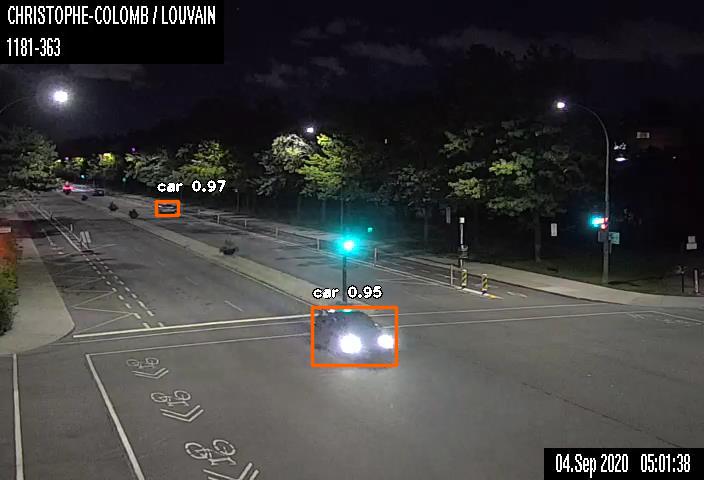 CHRISTOPHE-COLOMB / LOUVAIN
1181-363
car 0.97
car 0.95
04.Sep 2020 05:01:38